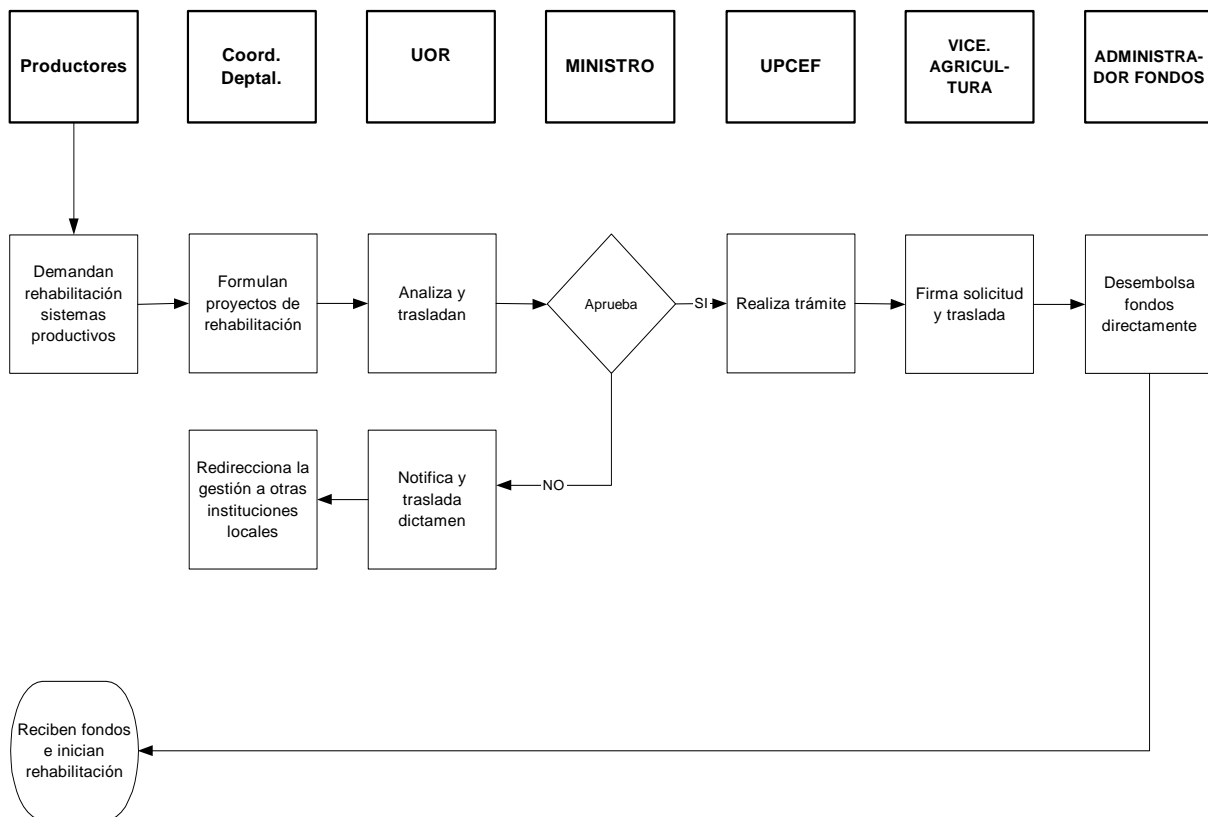 Productores
Coord.
Deptal.
UOR
MINISTRO
UPCEF
VICE.
AGRICUL-
TURA
ADMINISTRA-
DOR FONDOS
Demandan
rehabilitación
sistemas
productivos
Formulan
proyectos de
rehabilitación
Analiza y
trasladan
Aprueba
SI
Realiza trámite
Firma solicitud
y traslada
Desembolsa
fondos
directamente
Redirecciona la
gestión a otras
instituciones
locales
Notifica y
traslada
dictamen
NO
Reciben fondos
e inician
rehabilitación